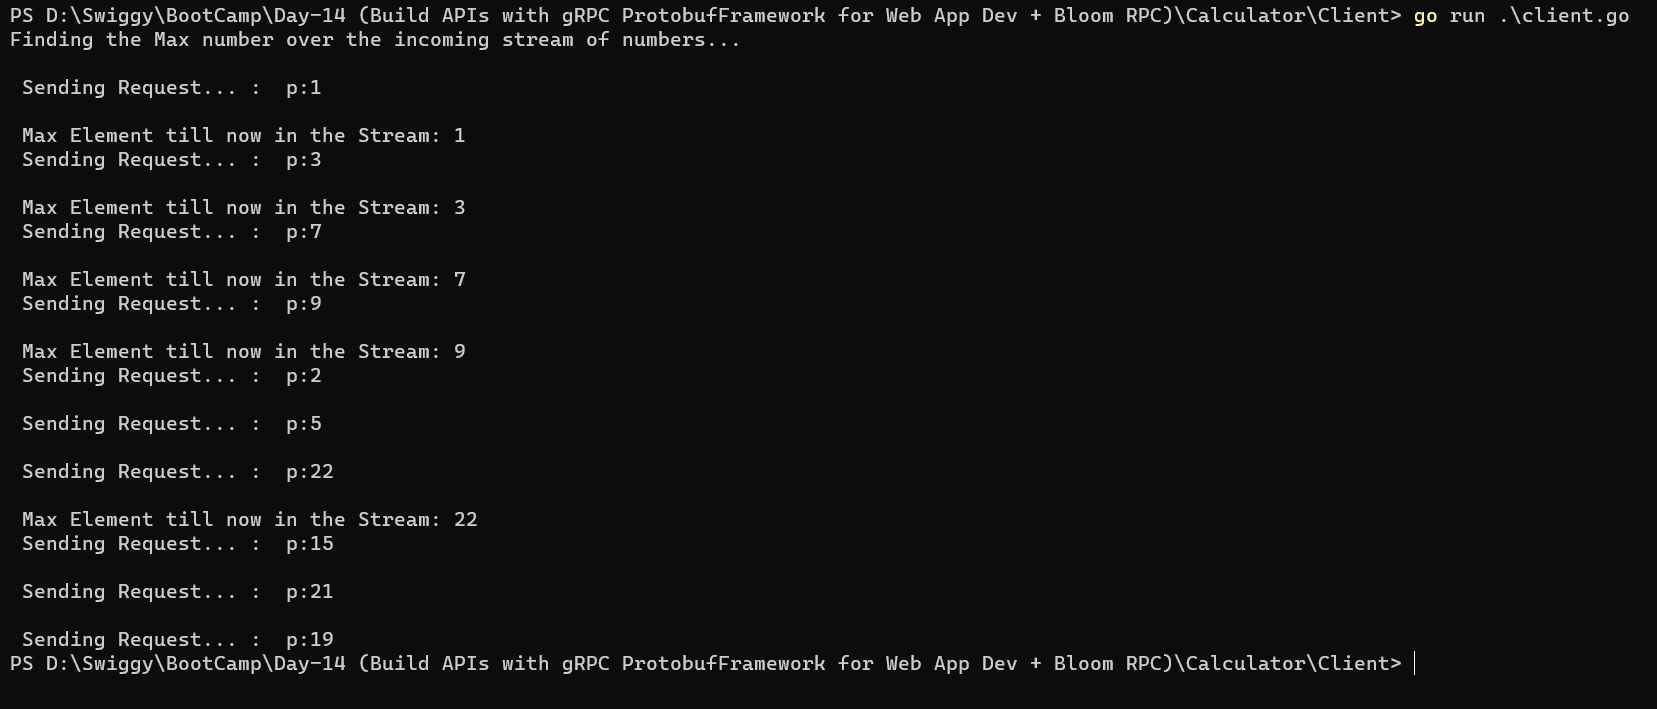 PS D:\Swiggy\BootCamp\Day-14 (Build APIs with gRPC ProtobufFramework for Web App Dev + Bloom RPC)\Calculator\Client> go run .\client.go
Finding the Max number over the incoming stream of numbers...
Sending Request... :  p:1
Max Element till now in the Stream: 1
Sending Request... :  p:3
Max Element till now in the Stream: 3
Sending Request... :  p:7
Max Element till now in the Stream: 7
Sending Request... :  p:9
Max Element till now in the Stream: 9
Sending Request... :  p:2
Sending Request... :  p:5
Sending Request... :  p:22
Max Element till now in the Stream: 22
Sending Request... :  p:15
Sending Request... :  p:21
Sending Request... :  p:19
PS D:\Swiggy\BootCamp\Day-14 (Build APIs with gRPC ProtobufFramework for Web App Dev + Bloom RPC)\Calculator\Client>